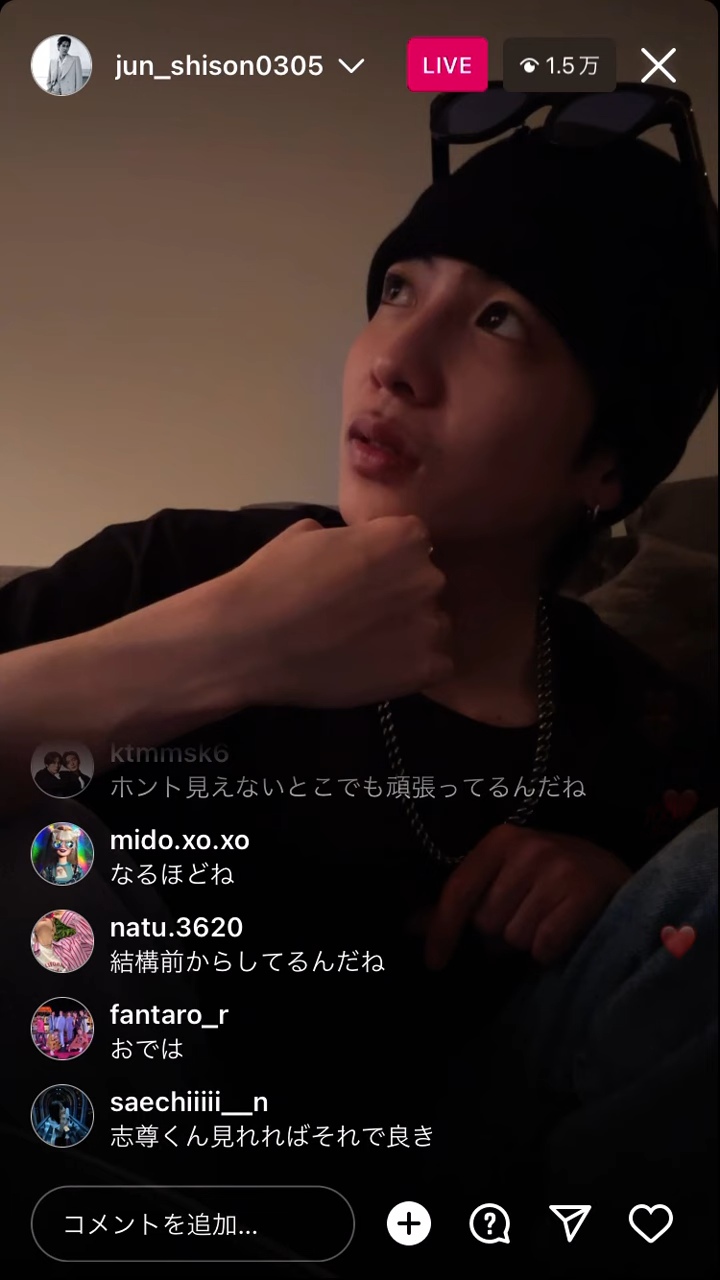 jun_shison0305
LIVE
1.5万
ktmmsk6
ホント見えないとこでも頑張ってるんだね
mido.xo.xo
なるほどね
natu.3620
結構前からしてるんだね
fantaro_r
おでは
saechiiiii__n
志尊くん見れればそれで良き
コメントを追加...